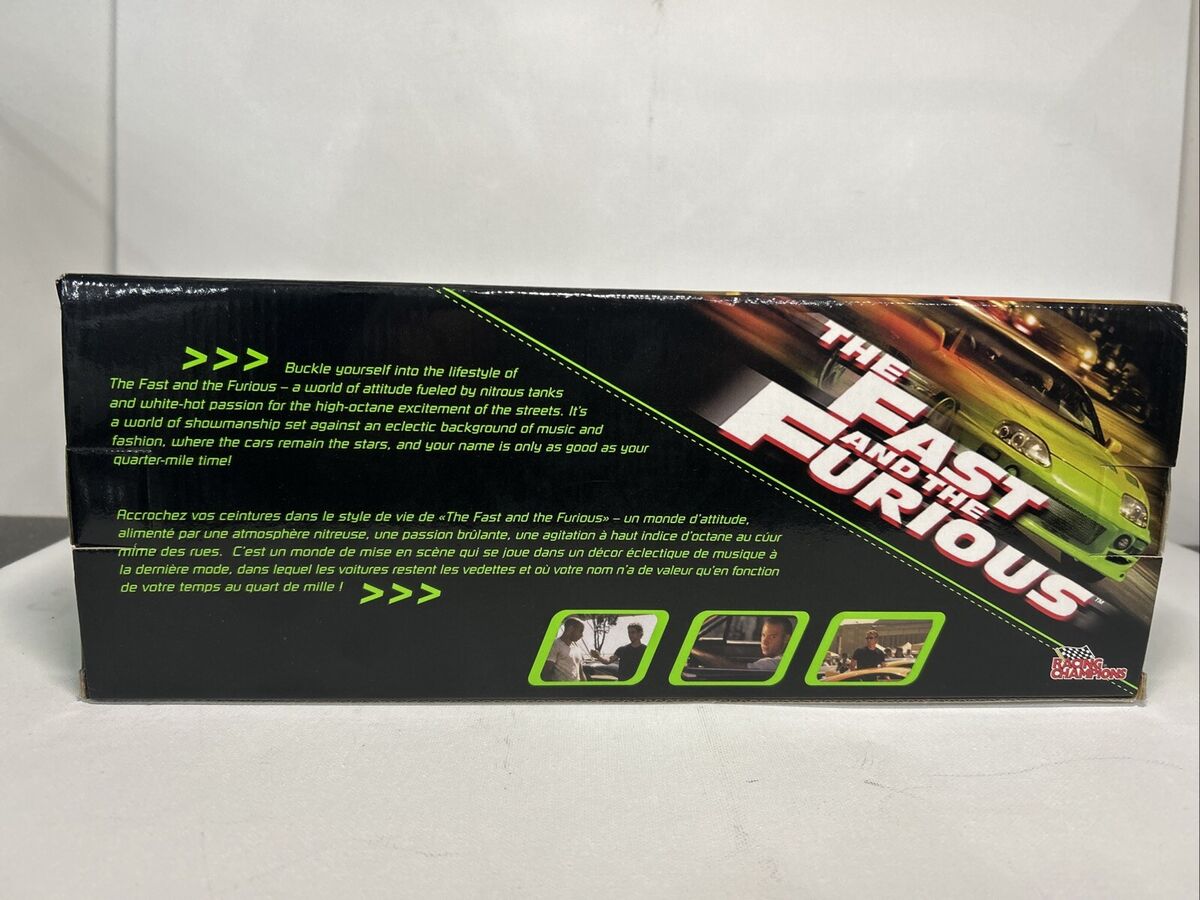 >>> Buckle yourself into the lifestyle of
The Fast and the Furious – a world of attitude fueled by nitrous tanks
and white-hot passion for the high-octane excitement of the streets. It's
a world of showmanship set against an eclectic background of music and
fashion, where the cars remain the stars, and your name is only as good as your
quarter-mile time!
Accrochez vos ceintures dans le style de vie de «The Fast and the Furious» – un monde d'attitude,
alimenté par une atmosphère nitreuse, une passion brûlante, une agitation à haut indice d'octane au cúur
mîme des rues. C'est un monde de mise en scène qui se joue dans un décor éclectique de musique à
la dernière mode, dans lequel les voitures restent les vedettes et où votre nom n'a de valeur qu'en fonction
de votre temps au quart de mille ! >>>
THE
FAST
AND THE
FURIOUS™
RACING
CHAMPIONS